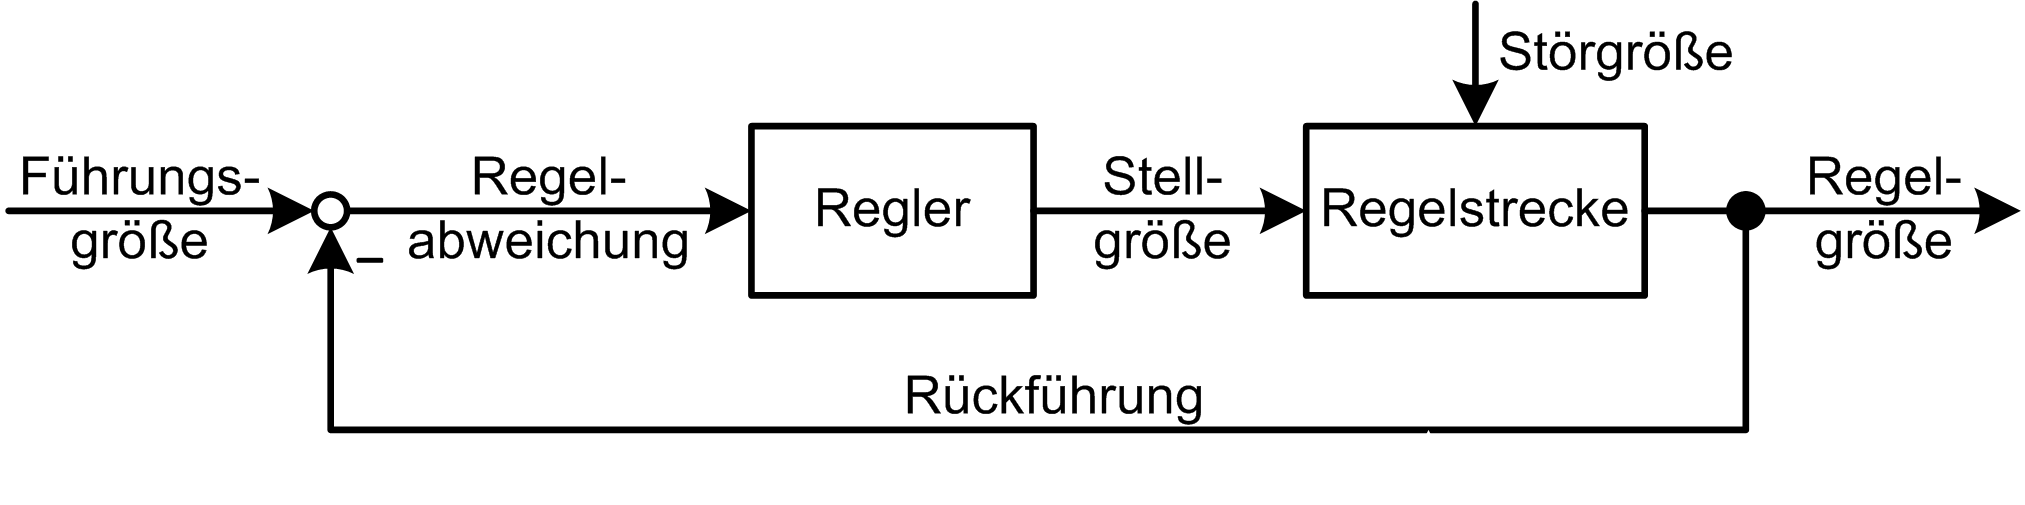 Störgröße
Führungs-
größe
Regel-
abweichung
Regler
Stell-
größe
Regelstrecke
Regel-
größe
–
Rückführung